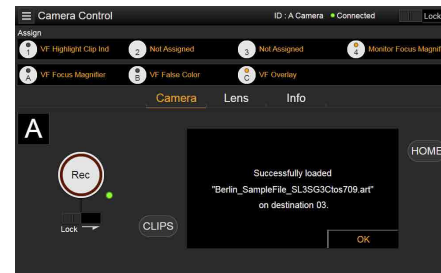 Camera Control ID : A Camera Connected Lock
Assign
1 VF Highlight Clip Ind 2 Not Assigned 3 Not Assigned 4 Monitor Focus Magnif
A VF Focus Magnifier B VF False Color C VF Overlay
Camera Lens Info
A
HOME
Rec
Successfully loaded
"Berlin_SampleFile_SL3SG3Ctos709.art"
on destination 03.
Lock
CLIPS
OK